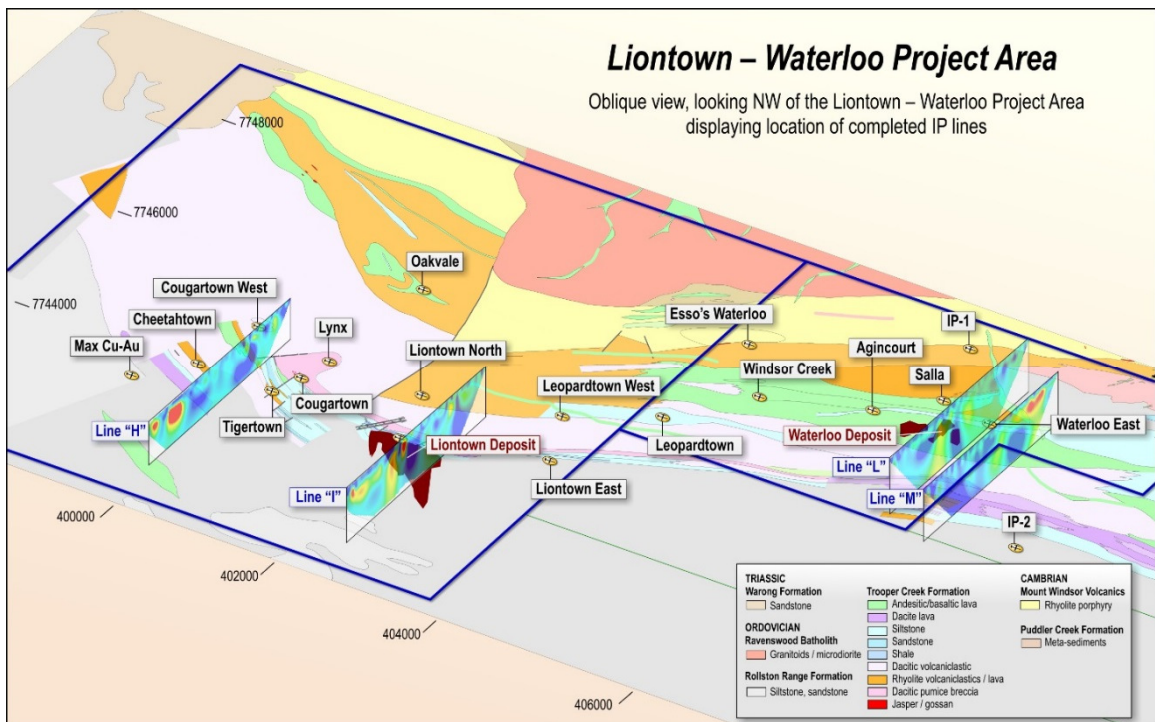 Liontown – Waterloo Project Area
Oblique view, looking NW of the Liontown – Waterloo Project Area
displaying location of completed IP lines
7748000
7746000
7744000
Oakvale
Cougartown West
Cheetahtown
Max Cu-Au
Lynx
Liontown North
Esso's Waterloo
IP-1
Agincourt
Windsor Creek
Salla
Leopardtown West
Cougartown
Tigertown
Line "H"
Liontown Deposit
Leopardtown
Waterloo Deposit
Waterloo East
Line "L"
Line "I"
Liontown East
Line "M"
IP-2
400000
402000
404000
406000
TRIASSIC
Warong Formation
Sandstone
ORDOVICIAN
Ravenswood Batholith
Granitoids / microdiorite
Rollston Range Formation
Siltstone, sandstone
Trooper Creek Formation
Andesitic/basaltic lava
Dacite lava
Siltstone
Sandstone
Shale
Dacitic volcaniclastic
Rhyolite volcaniclastics / lava
Dacitic pumice breccia
Jasper / gossan
CAMBRIAN
Mount Windsor Volcanics
Rhyolite porphyry
Puddler Creek Formation
Meta-sediments